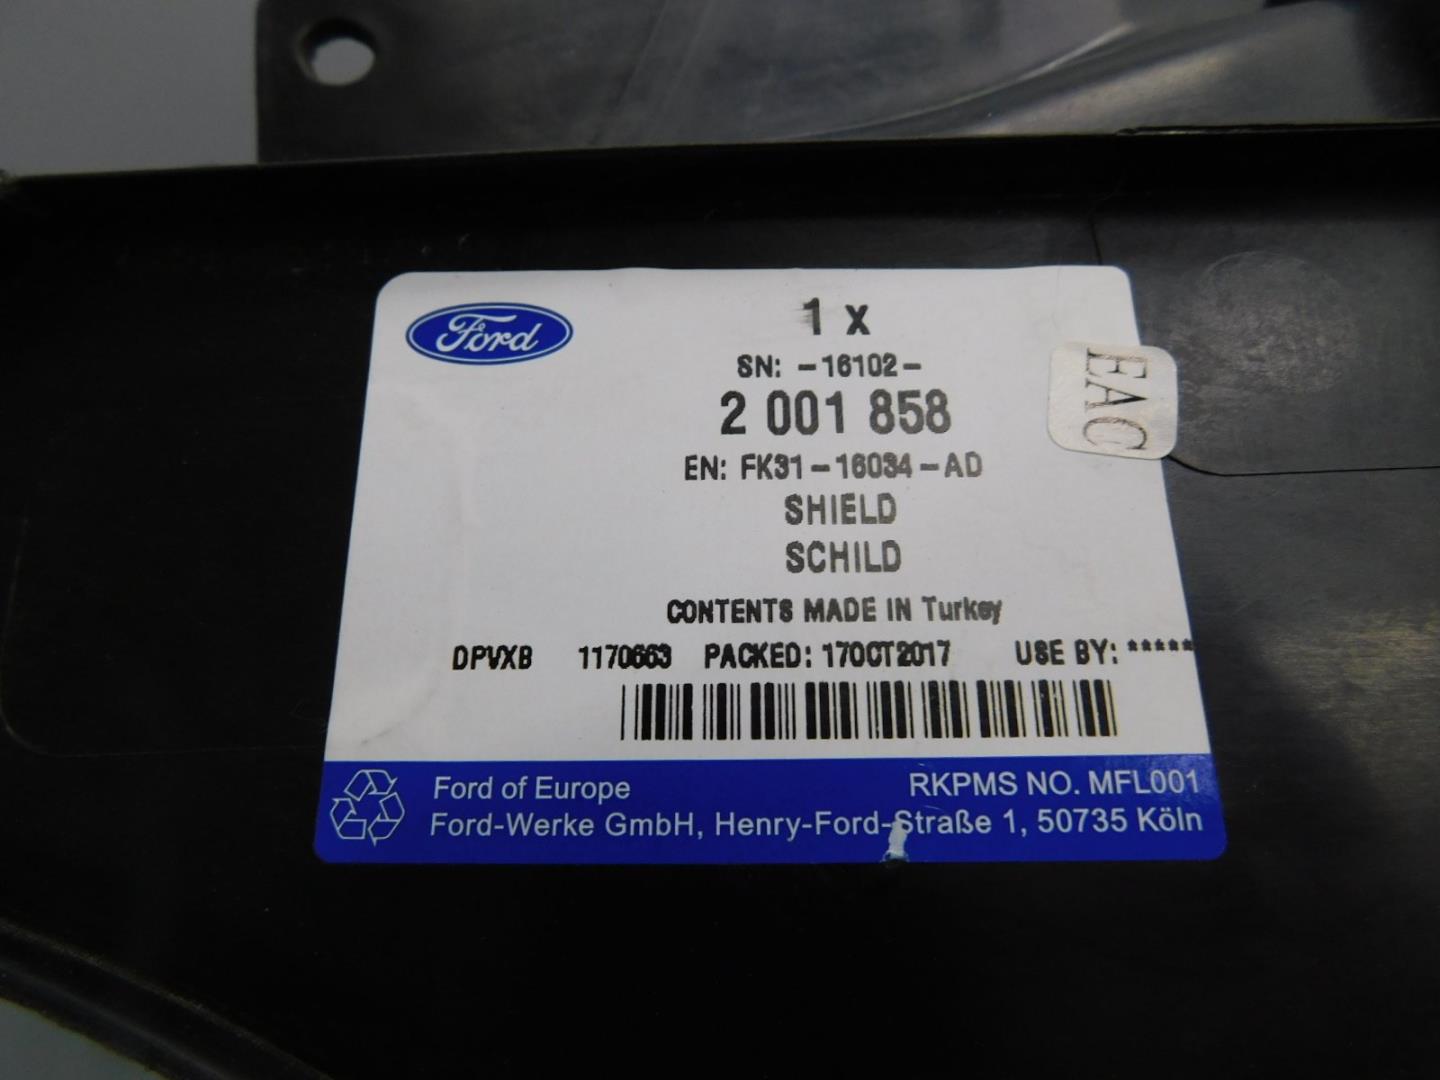 Ford
1 x
SN: -16102-
2 001 858
EAC
EN: FK31-16034-AD
SHIELD
SCHILD
CONTENTS MADE IN Turkey
DPVXB 1170663 PACKED: 17OCT2017 USE BY: *****
Ford of Europe RKPMS NO. MFL001
Ford-Werke GmbH, Henry-Ford-Straße 1, 50735 Köln